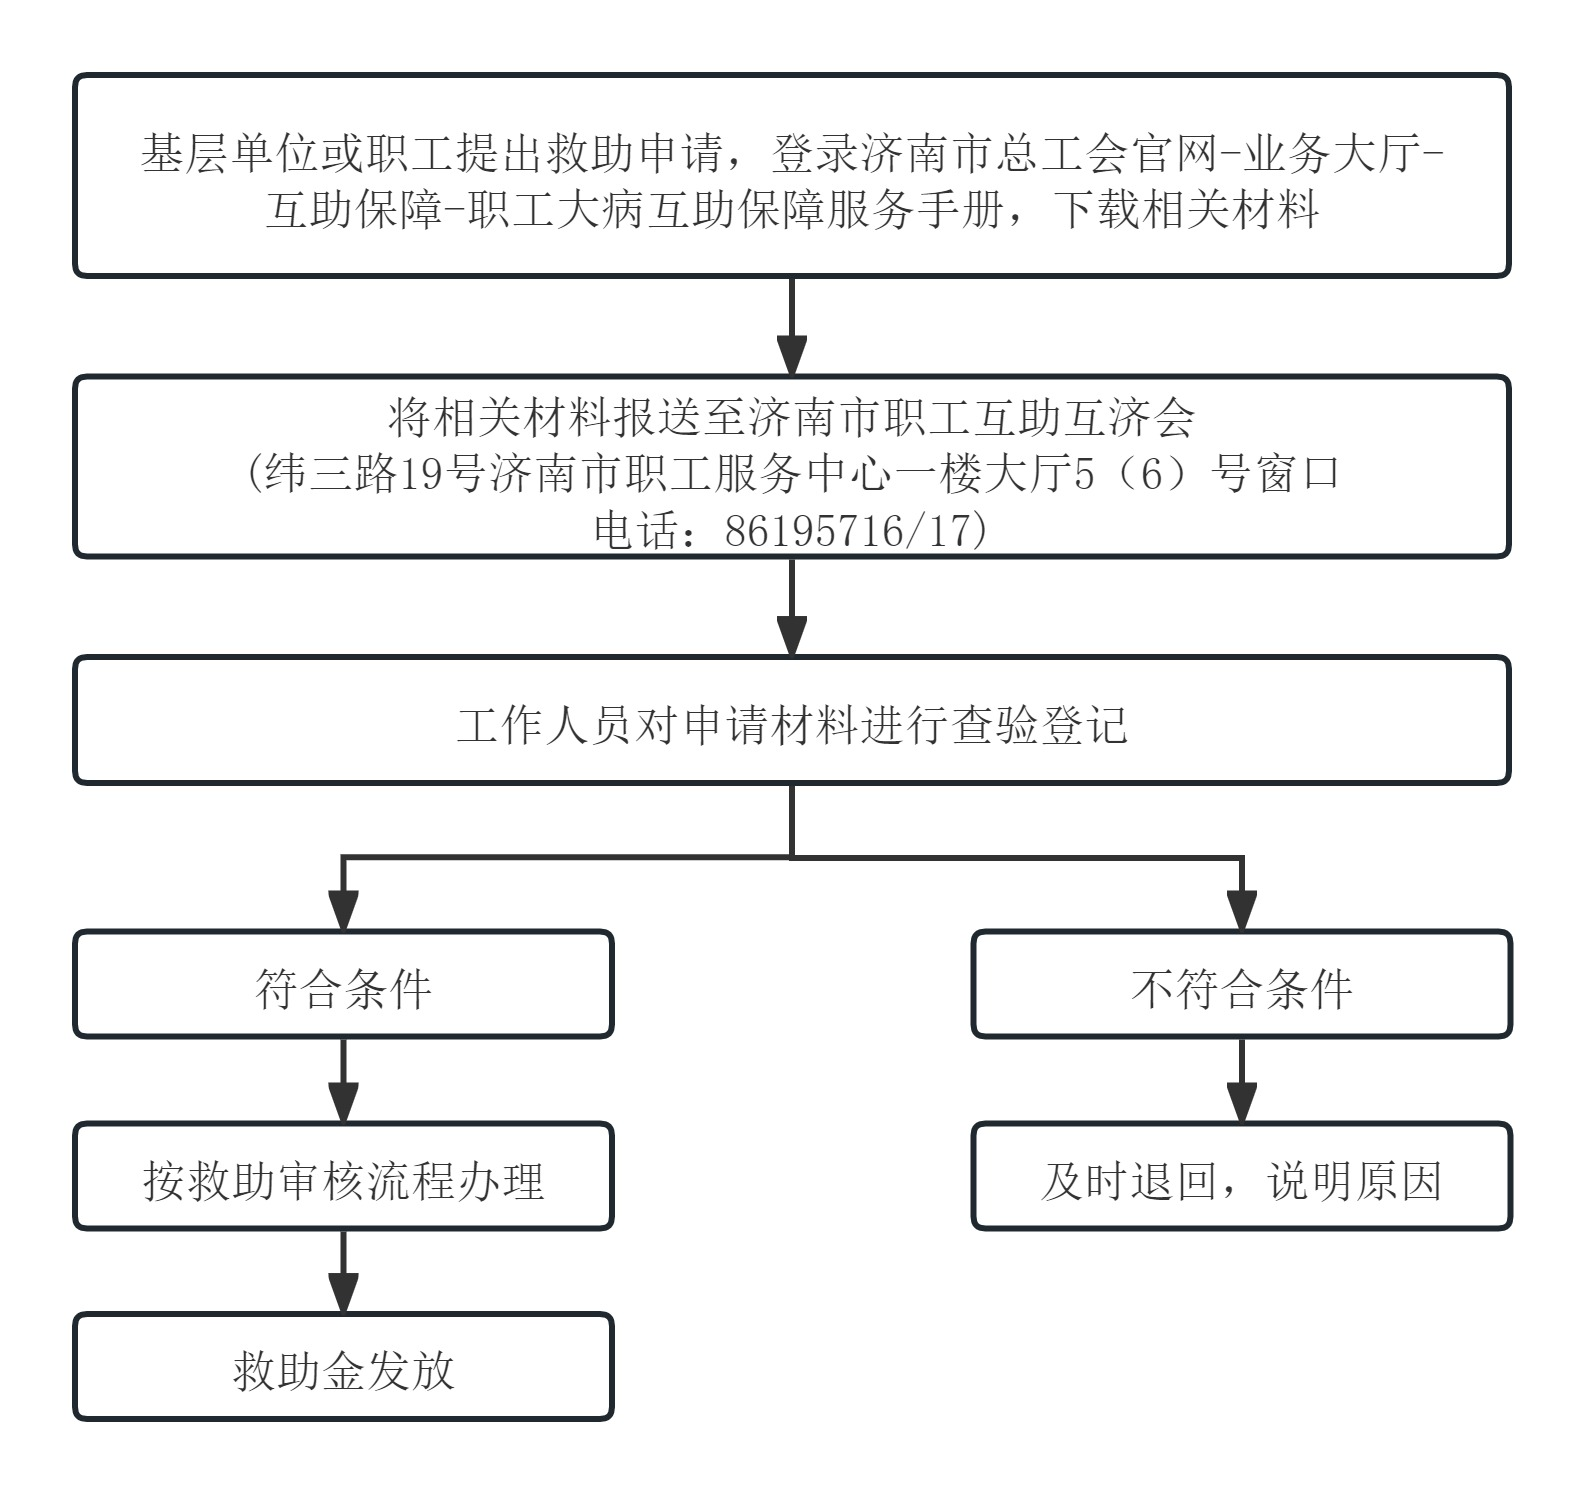 基层单位或职工提出救助申请，登录济南市总工会官网-业务大厅-
互助保障-职工大病互助保障服务手册，下载相关材料
将相关材料报送至济南市职工互助互济会
(纬三路19号济南市职工服务中心一楼大厅5（6）号窗口
电话：86195716/17)
工作人员对申请材料进行查验登记
符合条件
不符合条件
按救助审核流程办理
及时退回，说明原因
救助金发放